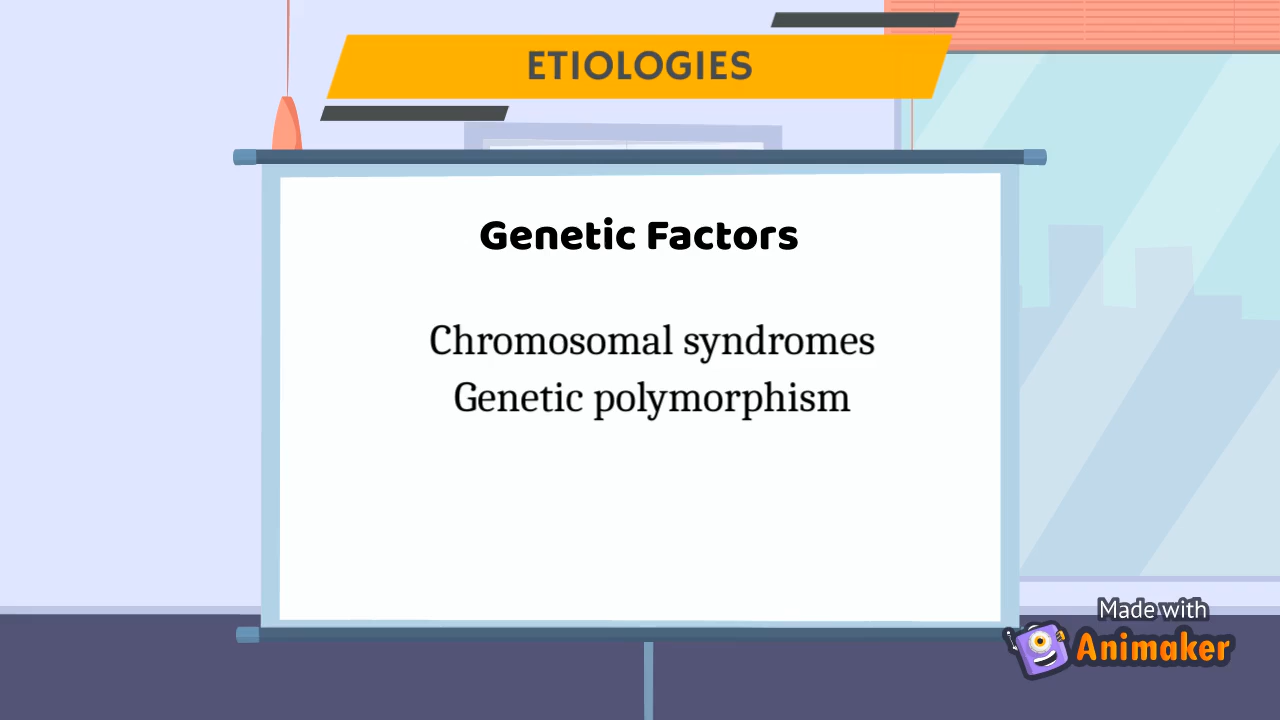 ETIOLOGIES
Genetic Factors
Chromosomal syndromes
Genetic polymorphism
Made with
Animaker